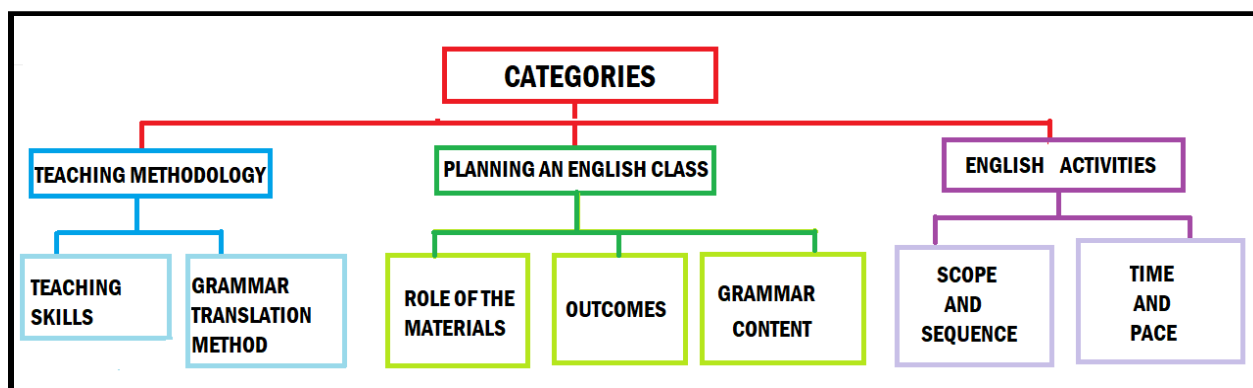 CATEGORIES
TEACHING METHODOLOGY
PLANNING AN ENGLISH CLASS
ENGLISH ACTIVITIES
TEACHING
SKILLS
GRAMMAR
TRANSLATION
METHOD
ROLE OF THE
MATERIALS
OUTCOMES
GRAMMAR
CONTENT
SCOPE
AND
SEQUENCE
TIME
AND
PACE